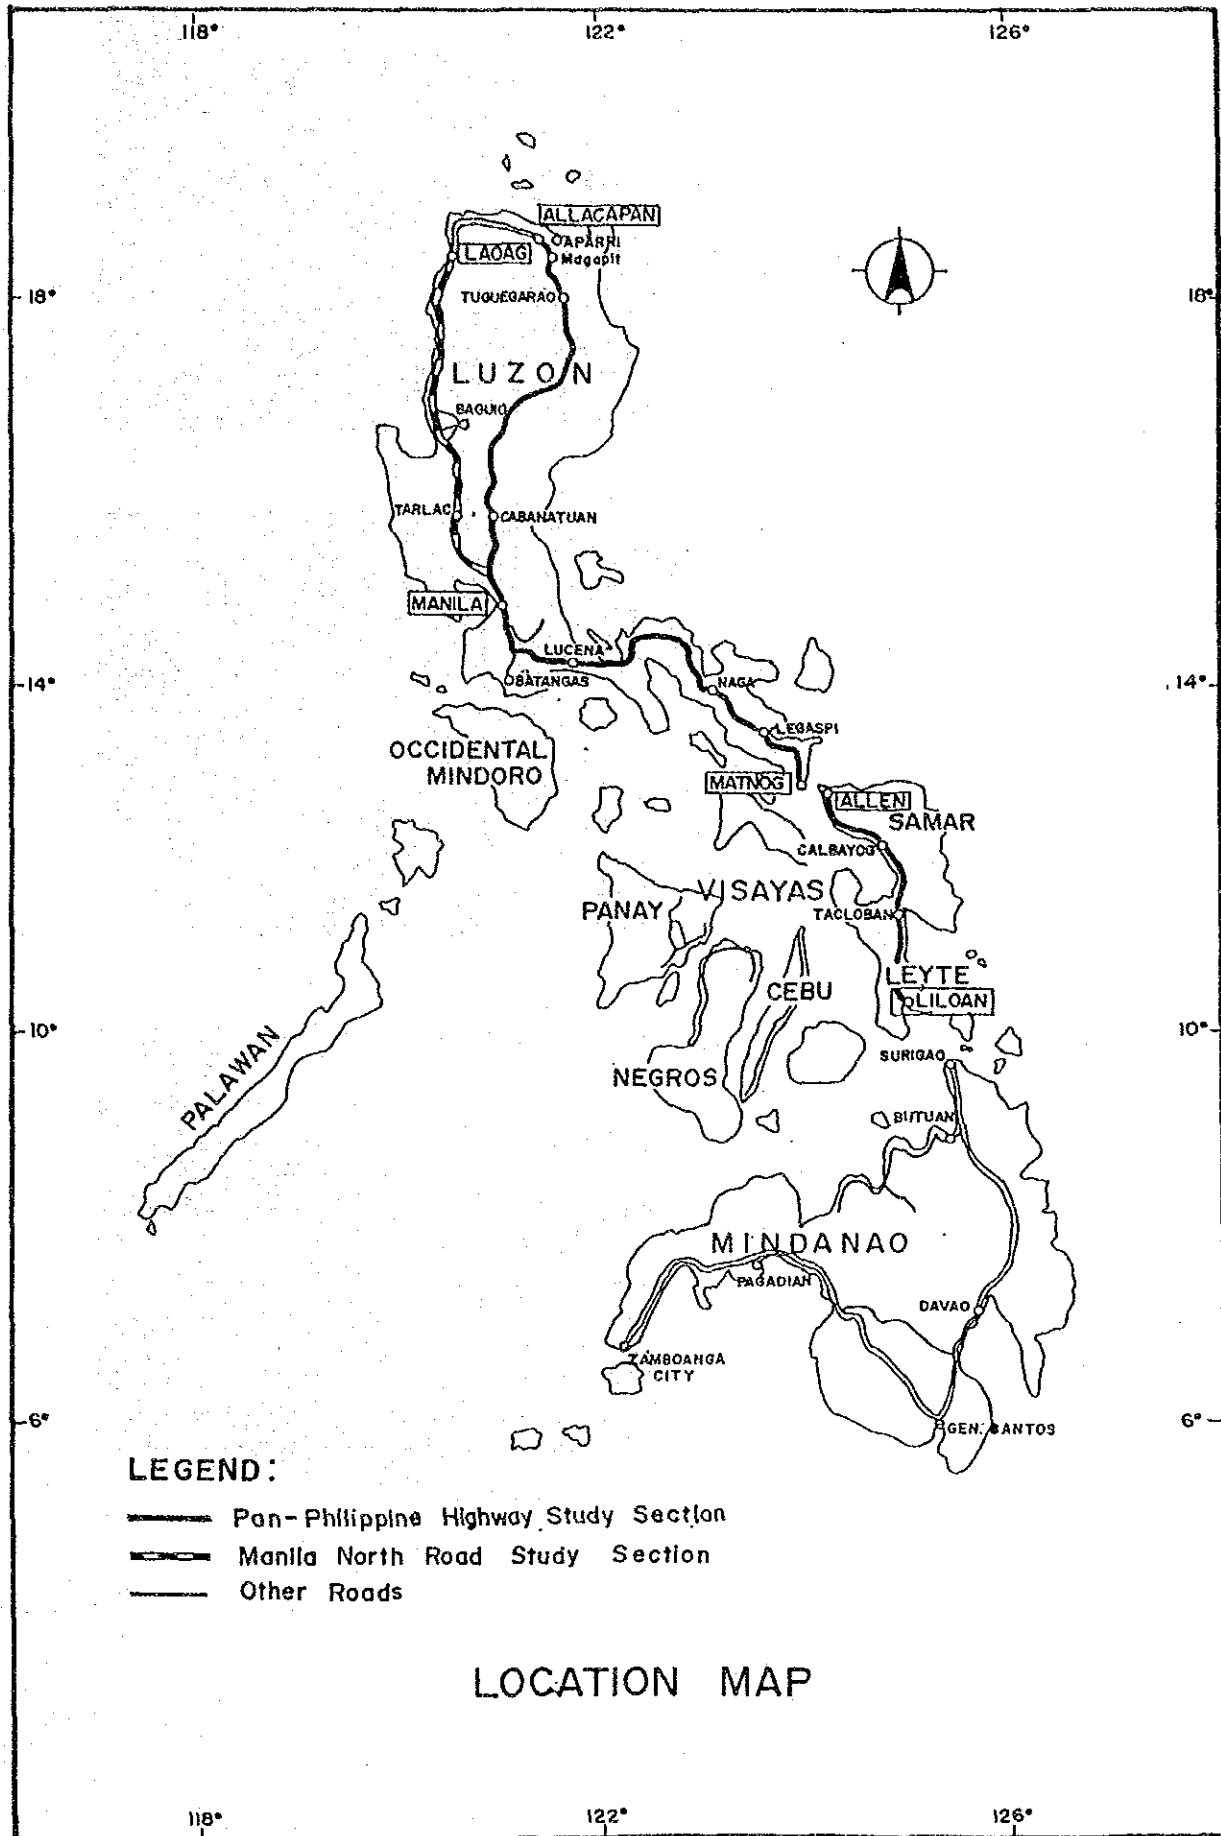 118°
122°
126°
ALLACAPAN
APARRI
Magapit
LAOAG
TUGUEGARAO
18°
18°
LUZON
BAGUIO
TARLAC
CABANATUAN
MANILA
LUCENA
BATANGAS
NAGA
14°
14°
LEGASPI
OCCIDENTAL
MINDORO
MATNOG
ALLEN
SAMAR
CALBAYOG
VISAYAS
PANAY
TACLOBAN
LEYTE
CEBU
LILOAN
10°
10°
PALAWAN
SURIGAO
NEGROS
BUTUAN
MINDANAO
PAGADIAN
DAVAO
ZAMBOANGA
CITY
6°
6°
GEN. SANTOS
LEGEND:
Pan-Philippine Highway Study Section
Manila North Road Study Section
Other Roads
LOCATION MAP
118°
122°
126°